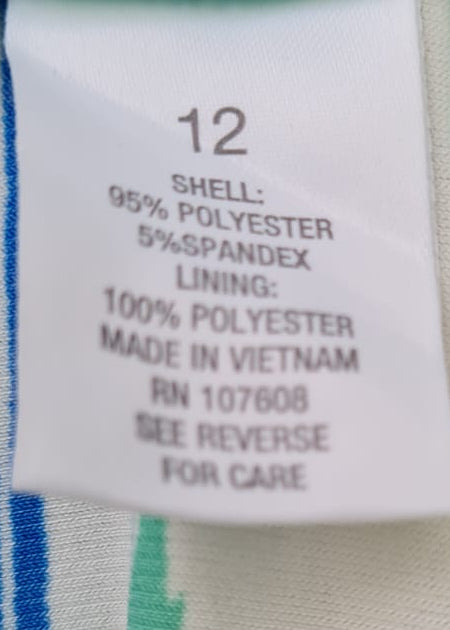 12
SHELL:
95% POLYESTER
5%SPANDEX
LINING:
100% POLYESTER
MADE IN VIETNAM
RN 107608
SEE REVERSE
FOR CARE